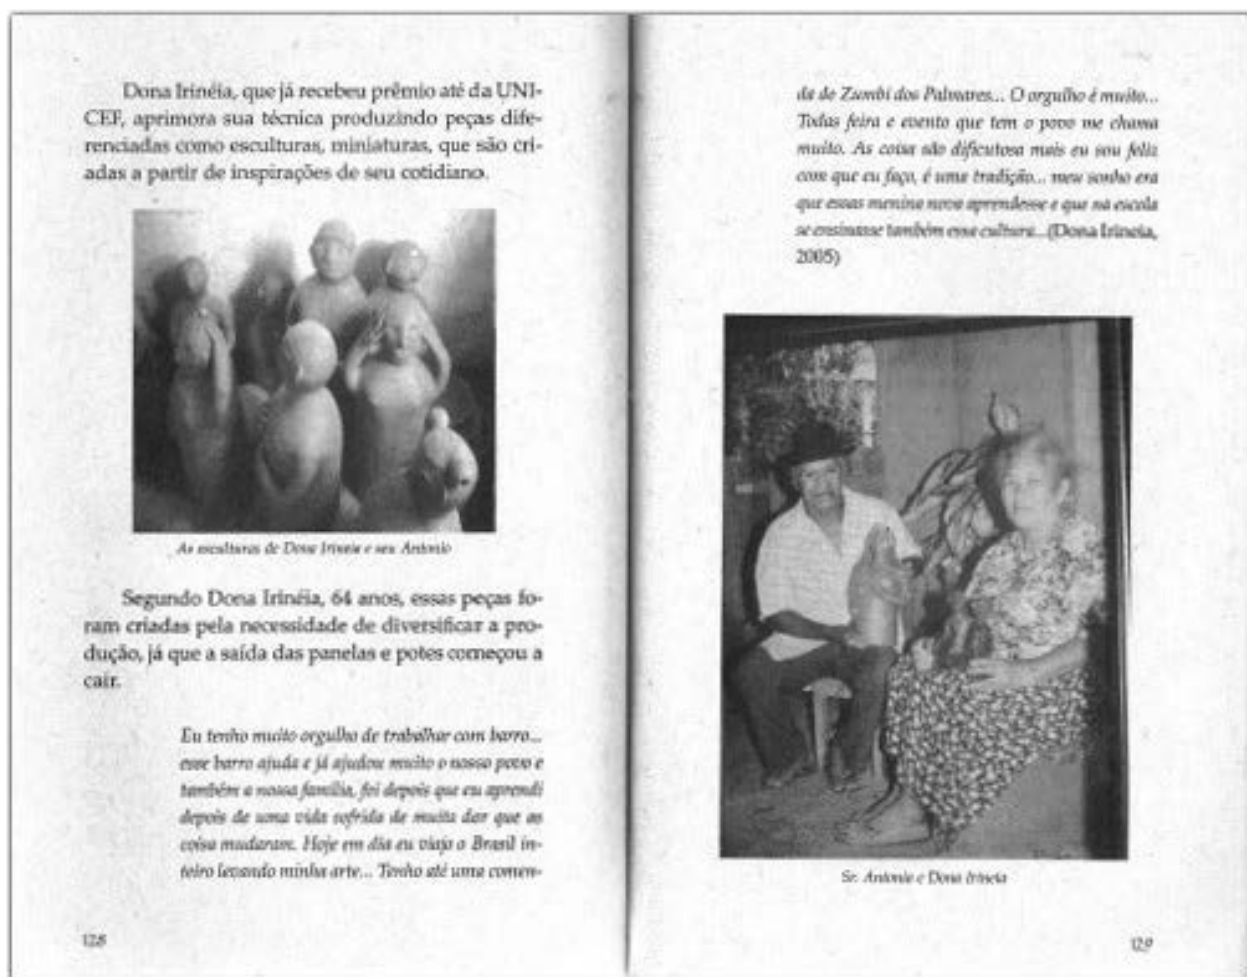 Dona Irinéia, que já recebeu prêmio até da UNI-
CEF, aprimora sua técnica produzindo peças dife-
renciadas como esculturas, miniaturas, que são cri-
adas a partir de inspirações de seu cotidiano.
As esculturas de Dona Irineia e seu Antonio
Segundo Dona Irinéia, 64 anos, essas peças fo-
ram criadas pela necessidade de diversificar a pro-
dução, já que a saída das panelas e potes começou a
cair.
Eu tenho muito orgulho de trabalhar com barro...
esse barro ajuda e já ajudou muito o nosso povo e
também a nossa família, foi depois que eu aprendi
depois de uma vida sofrida de muita dor que as
coisa mudaram. Hoje em dia eu viajo o Brasil in-
teiro levando minha arte... Tenho até uma comen-
128
da de Zumbi dos Palmares... O orgulho é muito...
Todas feira e evento que tem o povo me chama
muito. As coisa são dificutosa mais eu sou feliz
com que eu faço, é uma tradição... meu sonho era
que essas menina nova aprendesse e que na escola
se ensinasse também essa cultura...(Dona Irineia,
2005)
Sr. Antonio e Dona Irineia
129